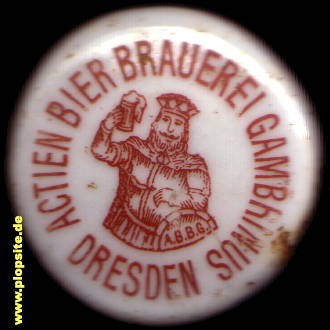 ACTIEN BIER BRAUEREI GAMBRINUS
DRESDEN
A.B.B.G.
www.plopsite.de